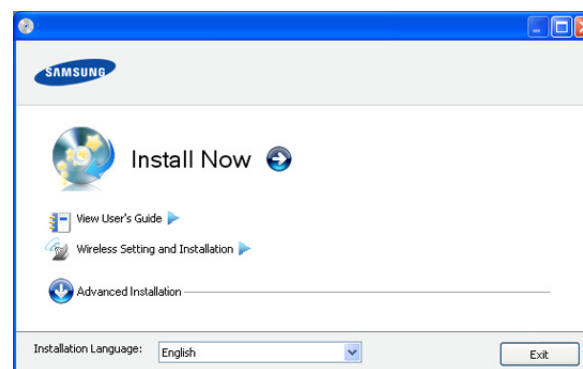 SAMSUNG
Install Now
View User's Guide
Wireless Setting and Installation
Advanced Installation
Installation Language: English
Exit